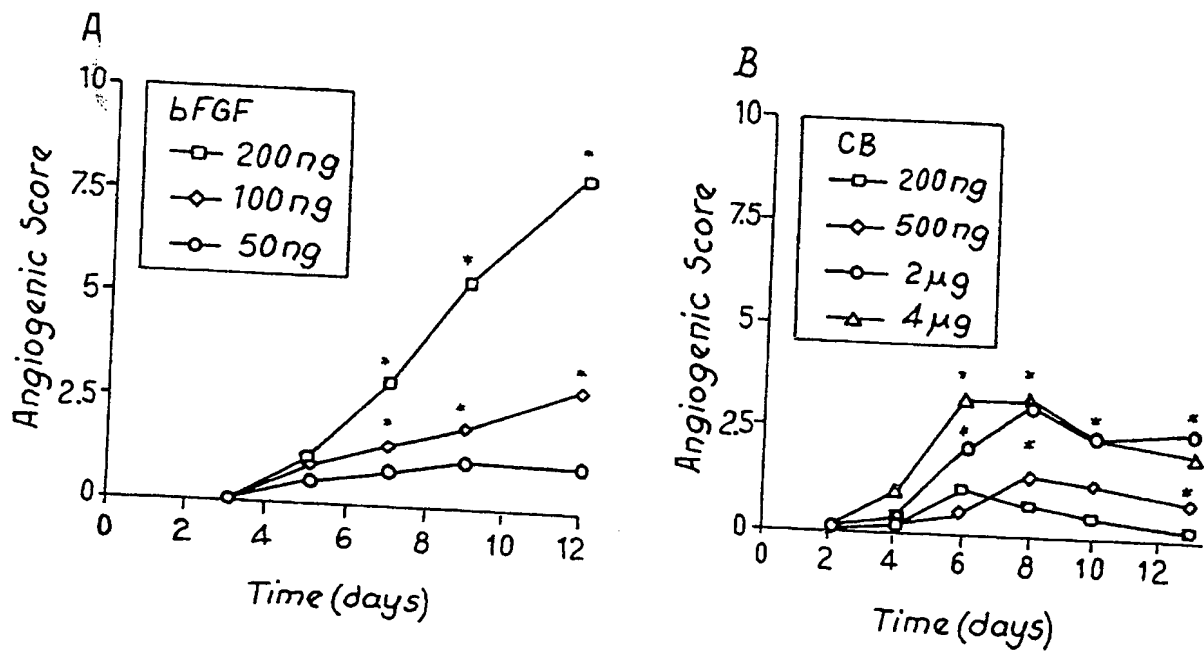 A
10
7.5
5
2.5
0
Angiogenic Score
bFGF
200ng
100ng
50ng
* * *
* * *
0 2 4 6 8 10 12
Time (days)
B
10
7.5
5
2.5
0
Angiogenic Score
CB
200ng
500ng
2µg
4µg
* * * *
* * *
0 2 4 6 8 10 12
Time (days)